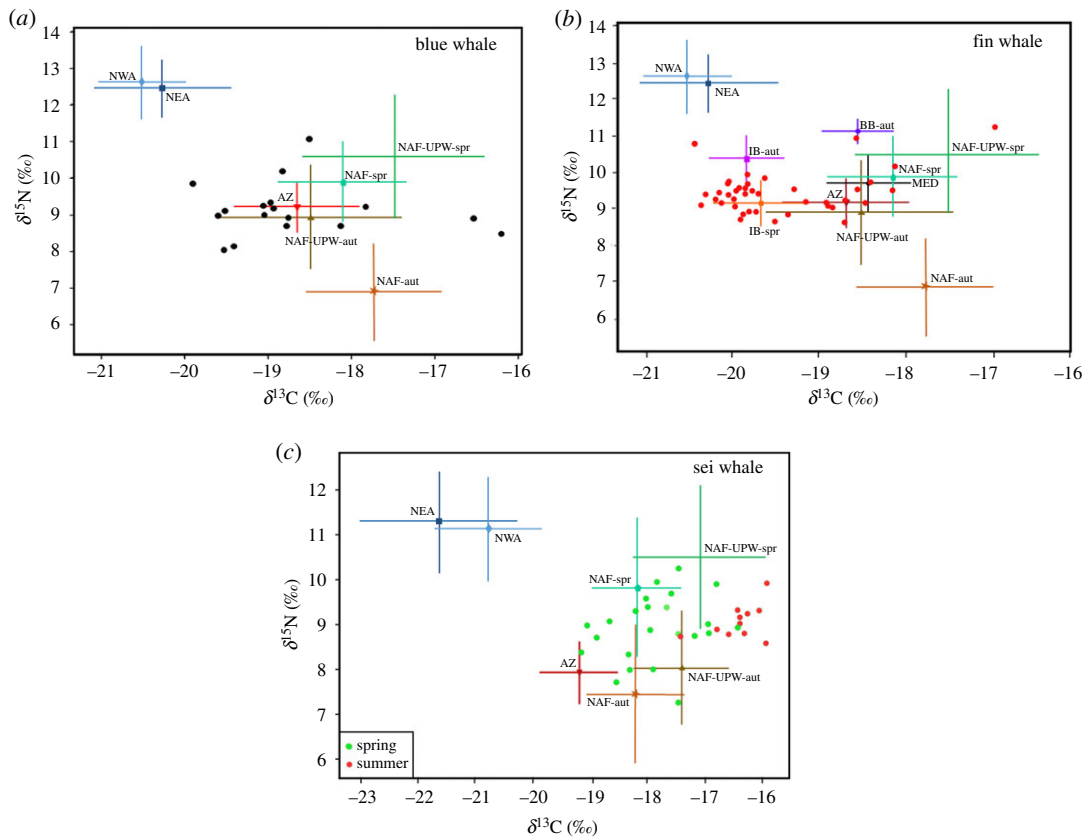 (a)
blue whale
14
13
12
11
10
9
8
7
6
δ15N (‰)
NWA
NEA
NAF-UPW-spr
NAF-spr
AZ
NAF-UPW-aut
NAF-aut
–21 –20 –19 –18 –17 –16
δ13C (‰)
(b)
fin whale
14
13
12
11
10
9
8
7
6
δ15N (‰)
NWA
NEA
BB-aut
IB-aut
NAF-UPW-spr
NAF-spr
MED
AZ
IB-spr
NAF-UPW-aut
NAF-aut
–21 –20 –19 –18 –17 –16
δ13C (‰)
(c)
sei whale
12
11
10
9
8
7
6
δ15N (‰)
NEA
NWA
NAF-UPW-spr
NAF-spr
AZ
NAF-UPW-aut
NAF-aut
spring
summer
–23 –22 –21 –20 –19 –18 –17 –16
δ13C (‰)